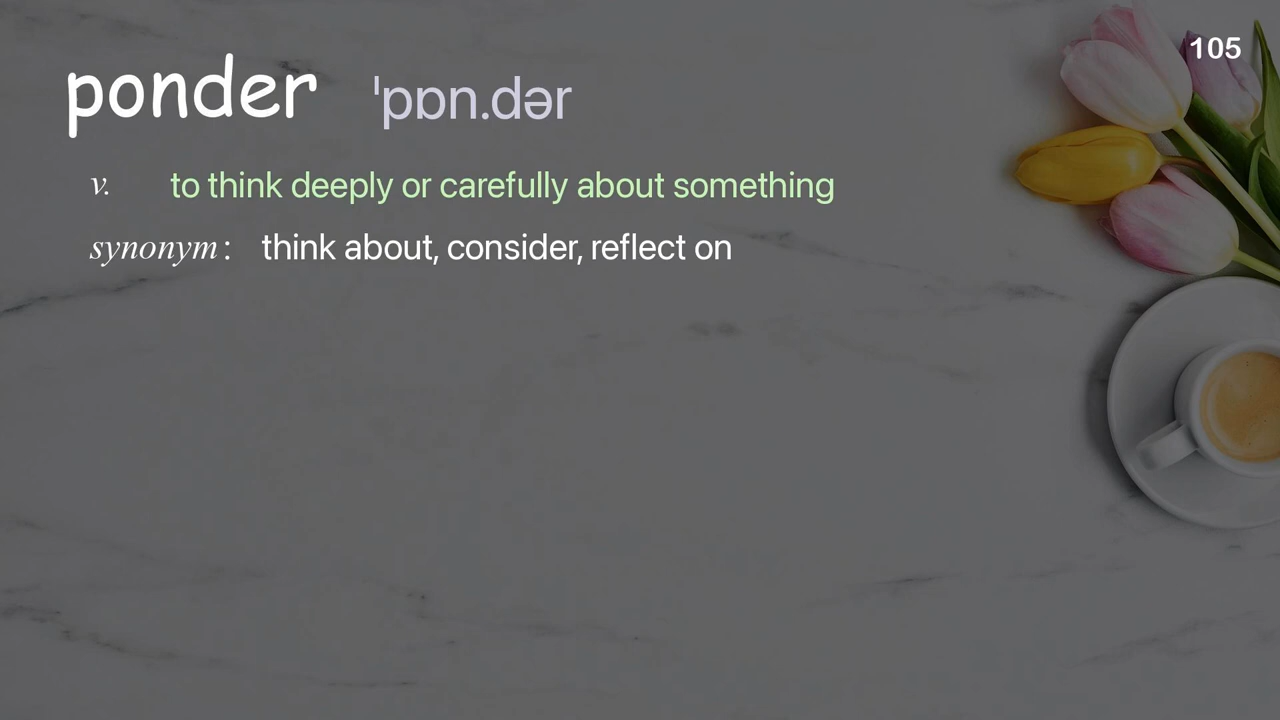 105
ponder ˈpɒn.dər
v. to think deeply or carefully about something
synonym : think about, consider, reflect on